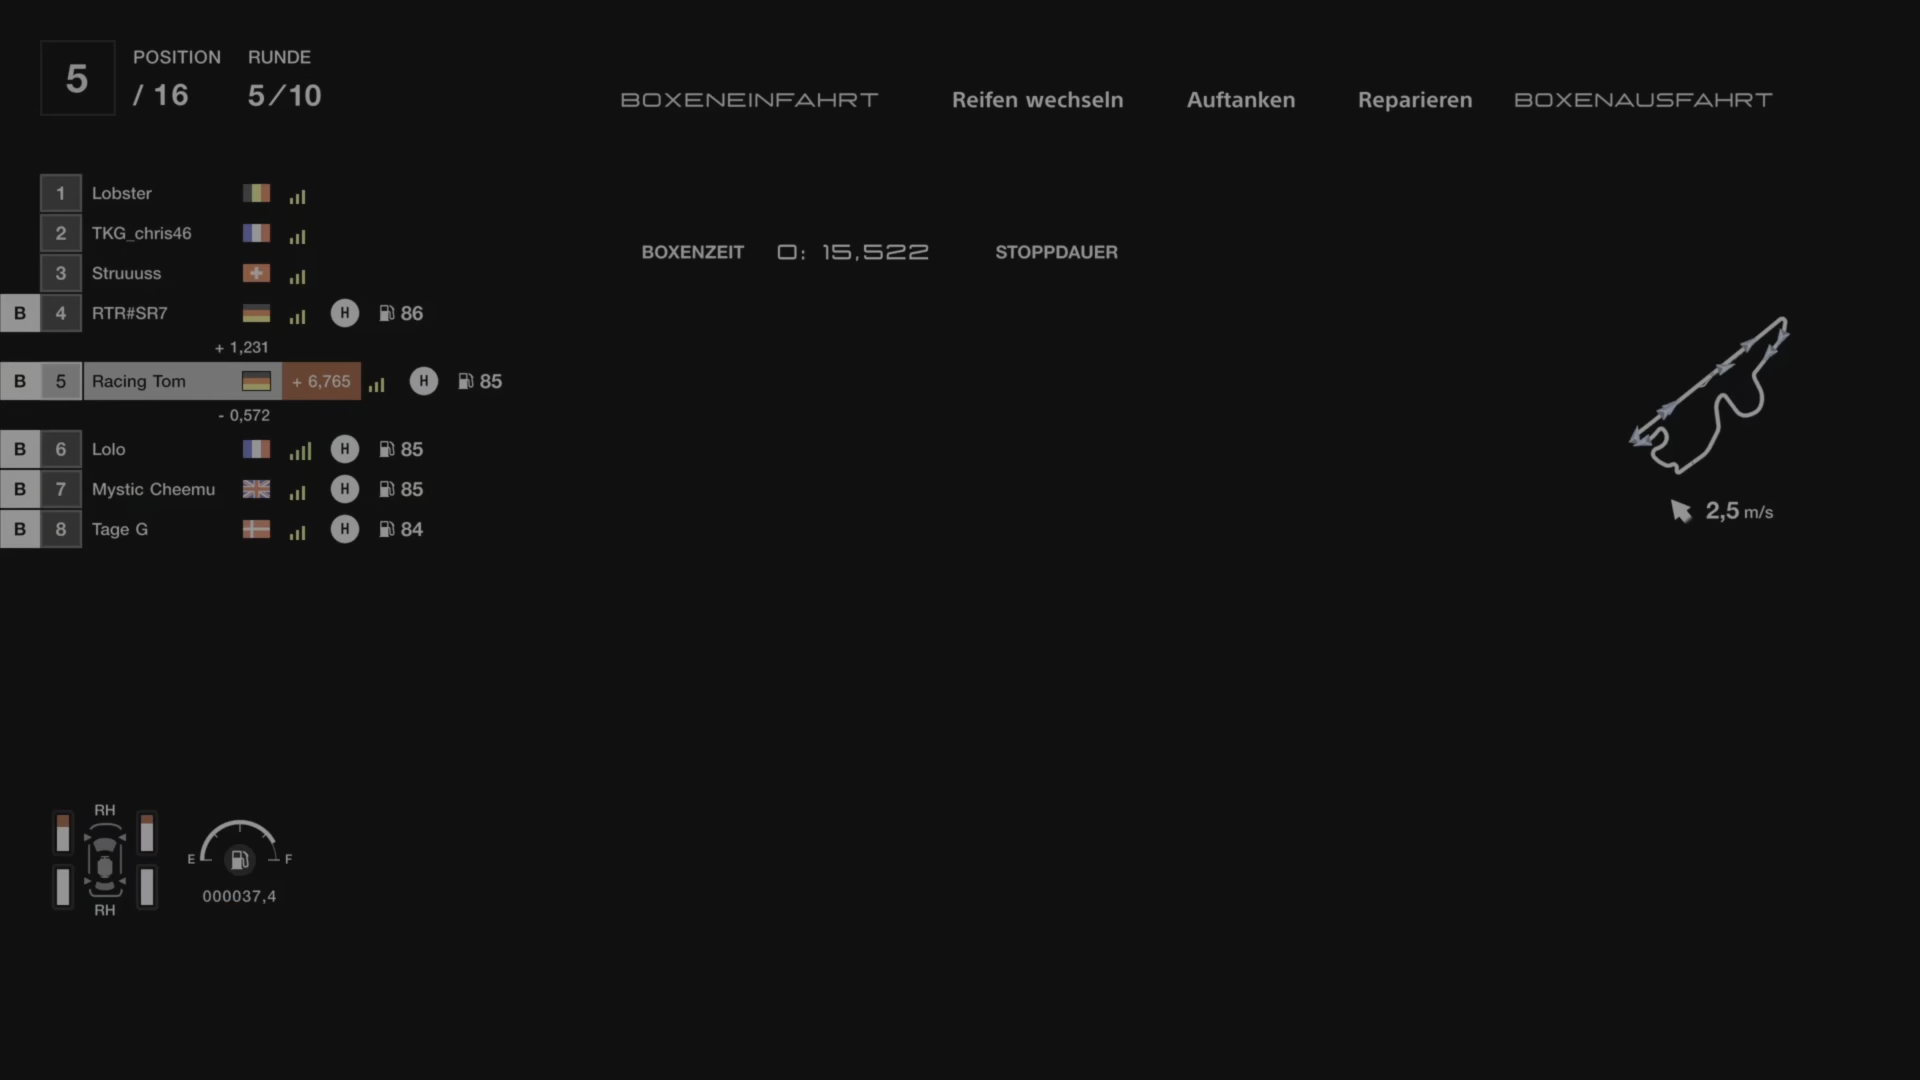 5 POSITION RUNDE
/ 16 5/10
BOXENEINFAHRT Reifen wechseln Auftanken Reparieren BOXENAUSFAHRT
1 Lobster
2 TKG_chris46
BOXENZEIT 0: 15,522 STOPPDAUER
3 Struuuss
B 4 RTR#SR7 H 86
+ 1,231
B 5 Racing Tom + 6,765 H 85
- 0,572
B 6 Lolo H 85
B 7 Mystic Cheemu H 85
2,5 m/s
B 8 Tage G H 84
RH
E F
000037,4
RH